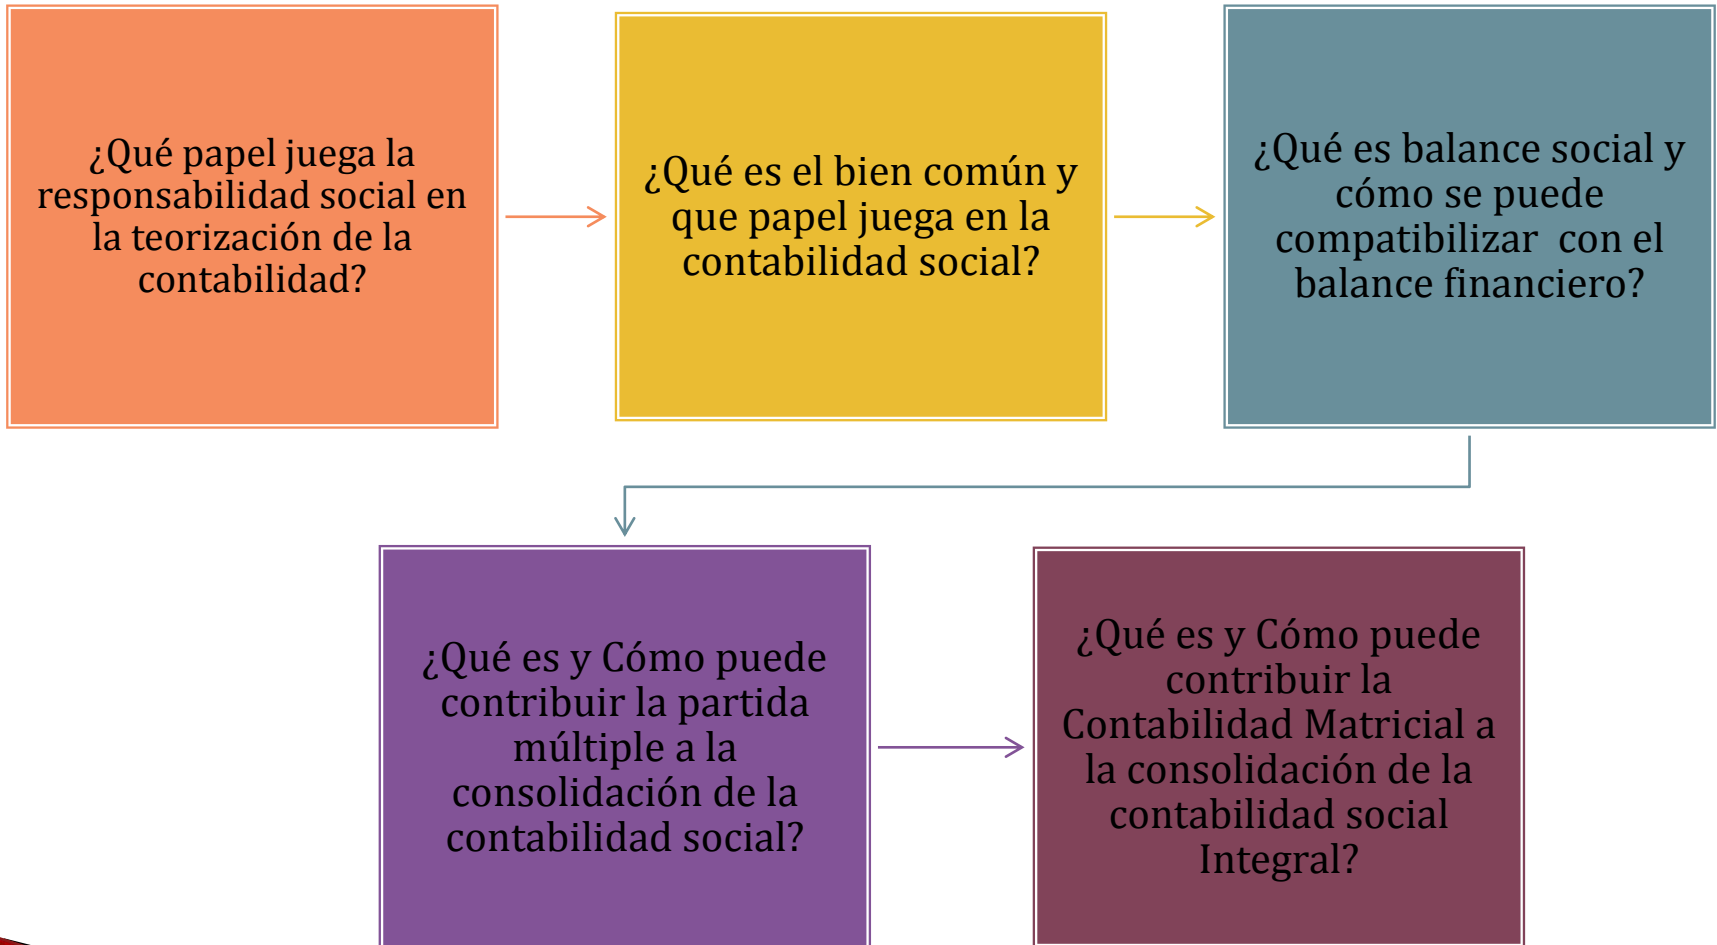 ¿Qué papel juega la
responsabilidad social en
la teorización de la
contabilidad?
¿Qué es el bien común y
que papel juega en la
contabilidad social?
¿Qué es balance social y
cómo se puede
compatibilizar con el
balance financiero?
¿Qué es y Cómo puede
contribuir la partida
múltiple a la
consolidación de la
contabilidad social?
¿Qué es y Cómo puede
contribuir la
Contabilidad Matricial a
la consolidación de la
contabilidad social
Integral?